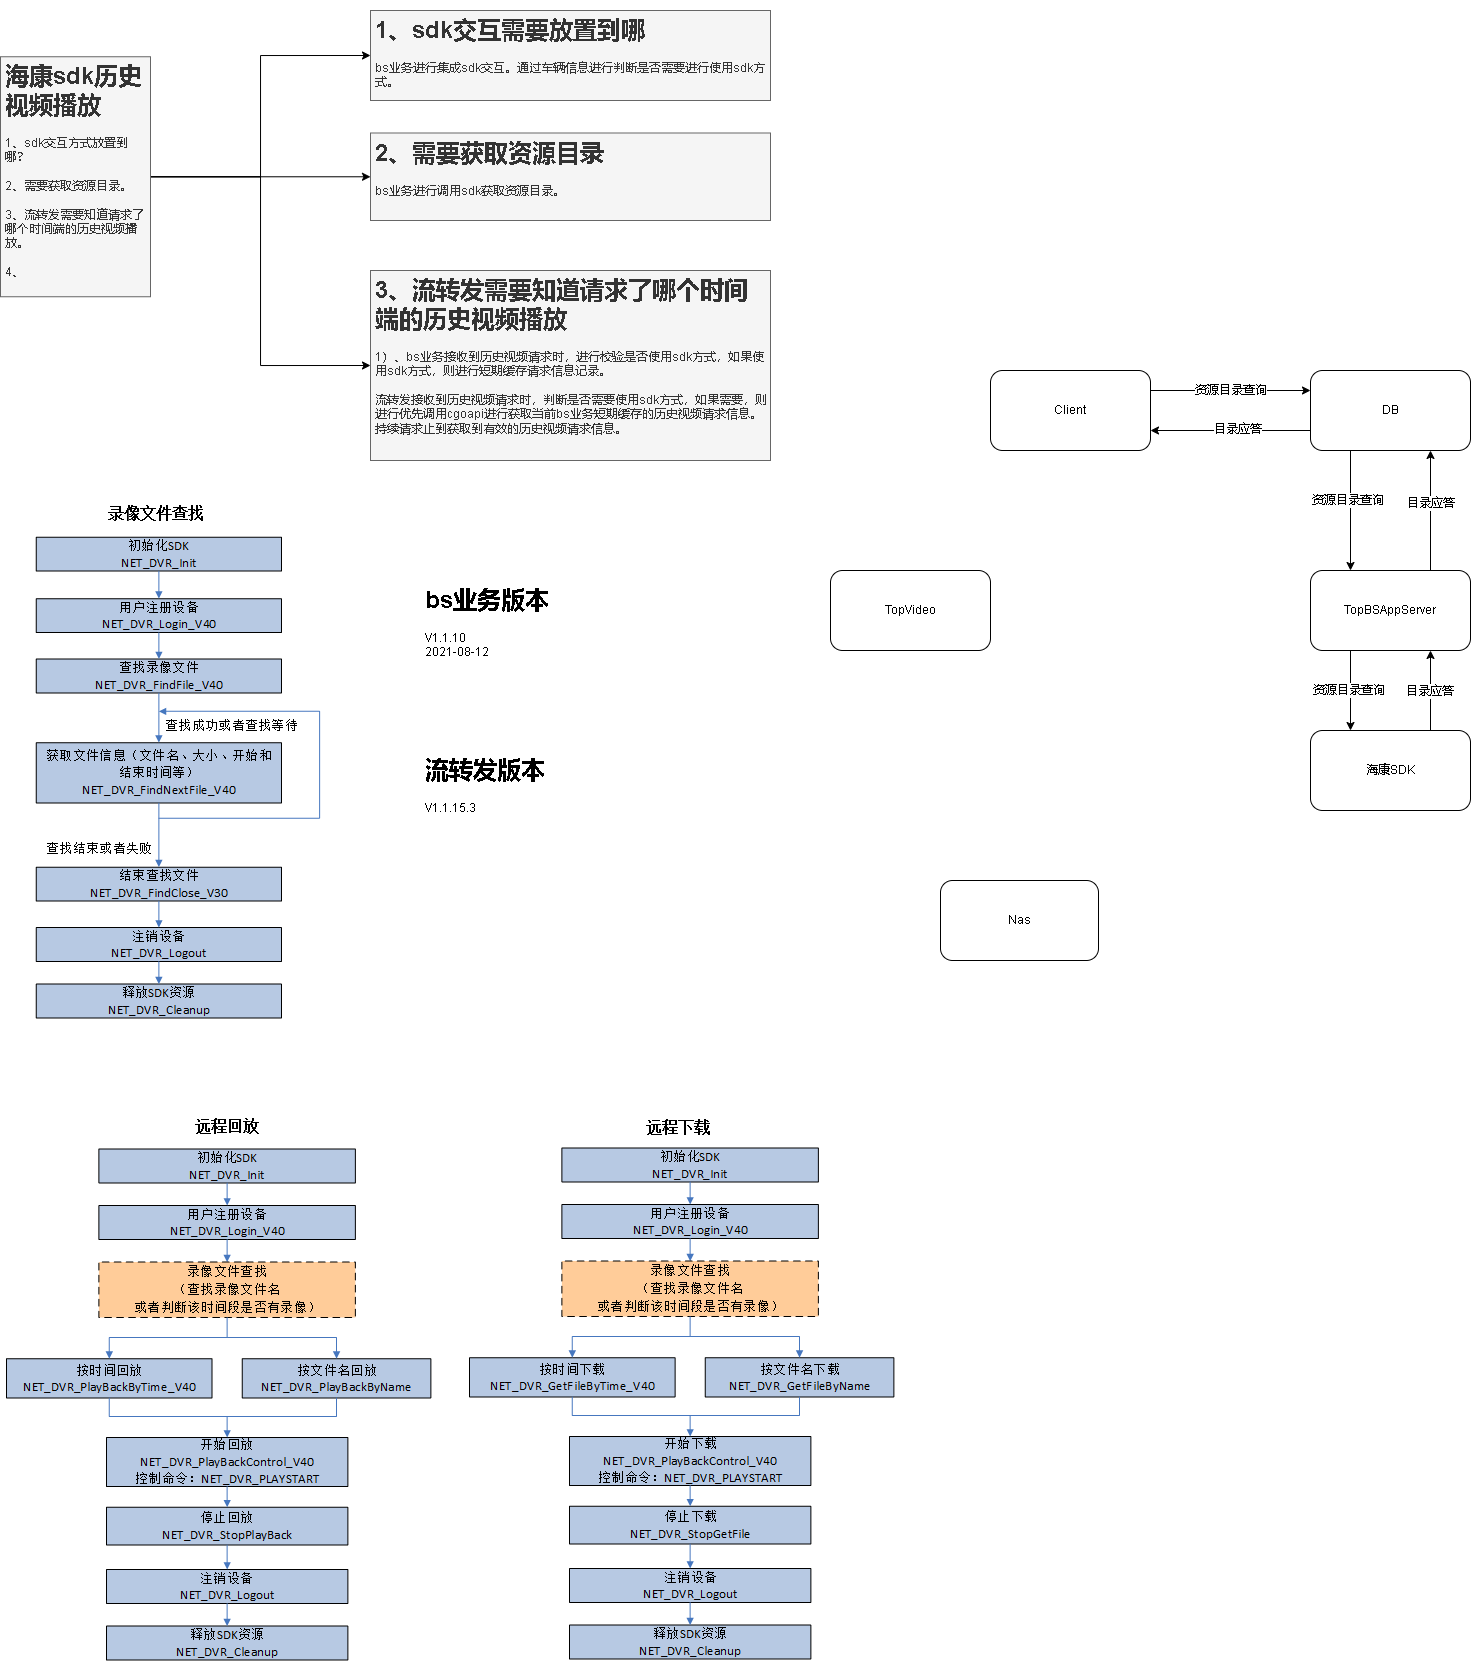 海康sdk历史
视频播放
1、sdk交互方式放置到
哪?
2、需要获取资源目录。
3、流转发需要知道请求了
哪个时间端的历史视频播
放。
4、
1、sdk交互需要放置到哪
bs业务进行集成sdk交互。通过车辆信息进行判断是否需要进行使用sdk方
式。
2、需要获取资源目录
bs业务进行调用sdk获取资源目录。
3、流转发需要知道请求了哪个时间
端的历史视频播放
1）、bs业务接收到历史视频请求时，进行校验是否使用sdk方式，如果使
用sdk方式，则进行短期缓存请求信息记录。
流转发接收到历史视频请求时，判断是否需要使用sdk方式，如果需要，则
进行优先调用cgoapi进行获取当前bs业务短期缓存的历史视频请求信息。
持续请求止到获取到有效的历史视频请求信息。
Client
资源目录查询
目录应答
DB
资源目录查询
目录应答
TopVideo
TopBSAppServer
资源目录查询
目录应答
海康SDK
Nas
bs业务版本
V1.1.10
2021-08-12
流转发版本
V1.1.15.3
录像文件查找
初始化SDK
NET_DVR_Init
用户注册设备
NET_DVR_Login_V40
查找录像文件
NET_DVR_FindFile_V40
查找成功或者查找等待
获取文件信息（文件名、大小、开始和
结束时间等）
NET_DVR_FindNextFile_V40
查找结束或者失败
结束查找文件
NET_DVR_FindClose_V30
注销设备
NET_DVR_Logout
释放SDK资源
NET_DVR_Cleanup
远程回放
初始化SDK
NET_DVR_Init
用户注册设备
NET_DVR_Login_V40
录像文件查找
（查找录像文件名
或者判断该时间段是否有录像）
按时间回放
NET_DVR_PlayBackByTime_V40
按文件名回放
NET_DVR_PlayBackByName
开始回放
NET_DVR_PlayBackControl_V40
控制命令：NET_DVR_PLAYSTART
停止回放
NET_DVR_StopPlayBack
注销设备
NET_DVR_Logout
释放SDK资源
NET_DVR_Cleanup
远程下载
初始化SDK
NET_DVR_Init
用户注册设备
NET_DVR_Login_V40
录像文件查找
（查找录像文件名
或者判断该时间段是否有录像）
按时间下载
NET_DVR_GetFileByTime_V40
按文件名下载
NET_DVR_GetFileByName
开始下载
NET_DVR_PlayBackControl_V40
控制命令：NET_DVR_PLAYSTART
停止下载
NET_DVR_StopGetFile
注销设备
NET_DVR_Logout
释放SDK资源
NET_DVR_Cleanup